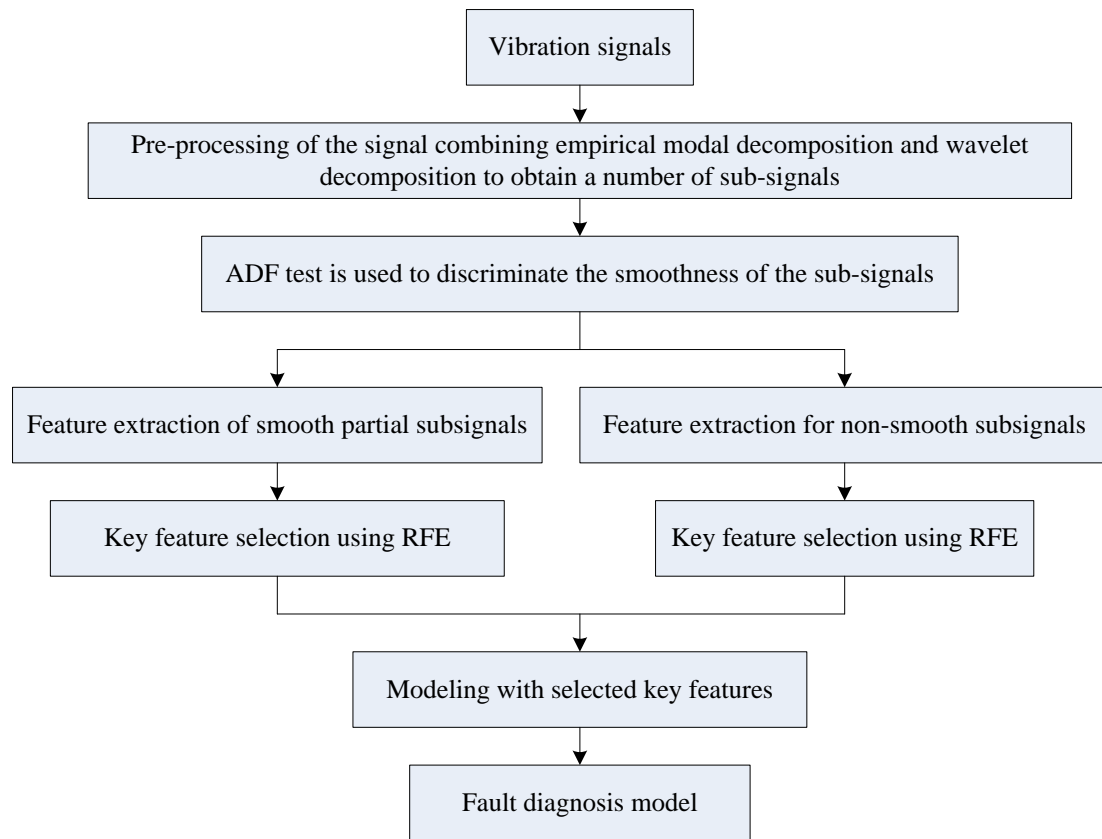 Vibration signals
Pre-processing of the signal combining empirical modal decomposition and wavelet
decomposition to obtain a number of sub-signals
ADF test is used to discriminate the smoothness of the sub-signals
Feature extraction of smooth partial subsignals
Feature extraction for non-smooth subsignals
Key feature selection using RFE
Key feature selection using RFE
Modeling with selected key features
Fault diagnosis model